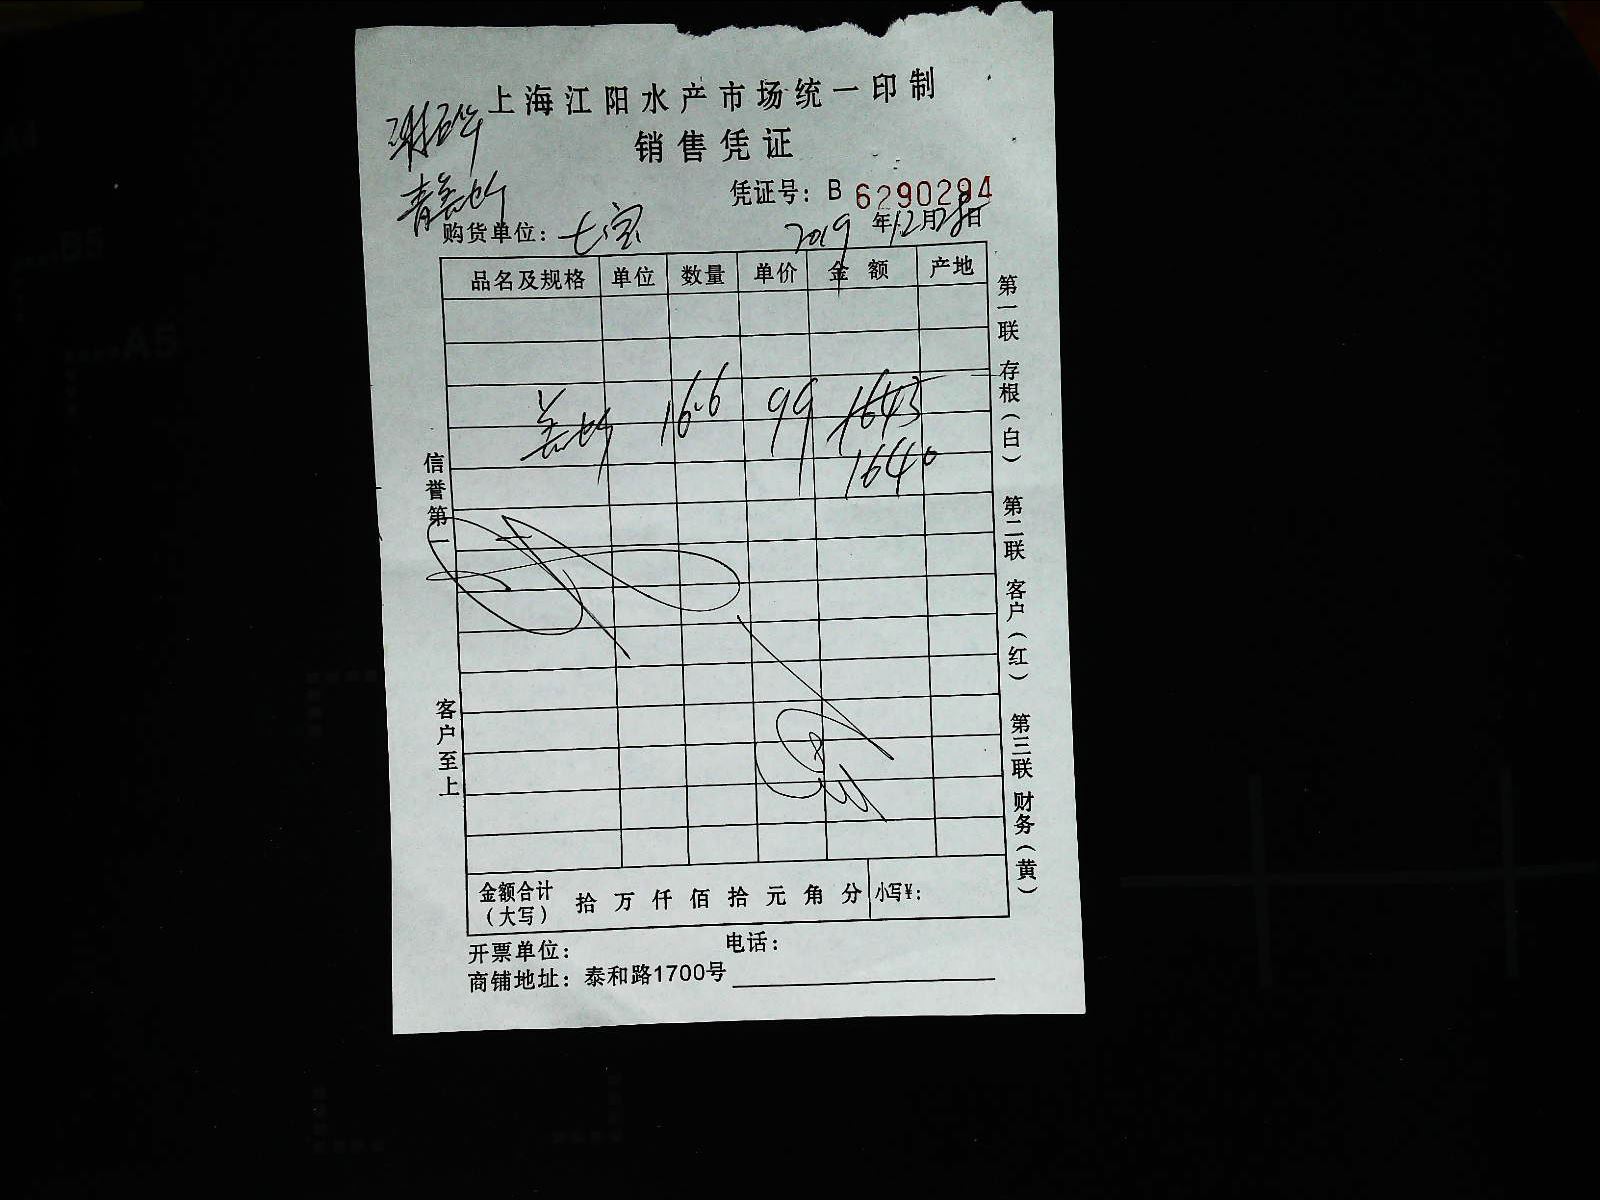 上海江阳水产市场统一印制
销售凭证
凭证号：B 6290294
购货单位：七宝
2019年12月28日
品名及规格 单位 数量 单价 金额 产地
16.6 99 1643
1640
信誉第一
客户至上
第一联 存根（白） 第二联 客户（红） 第三联 财务（黄）
金额合计（大写） 拾 万 仟 佰 拾 元 角 分 小写¥：
开票单位： 电话：
商铺地址：泰和路1700号